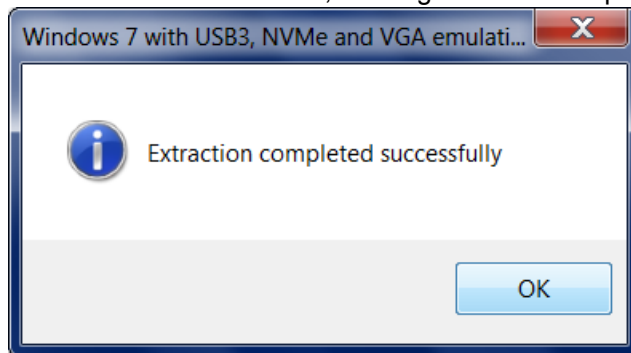 Windows 7 with USB3, NVMe and VGA emulati...
Extraction completed successfully
OK